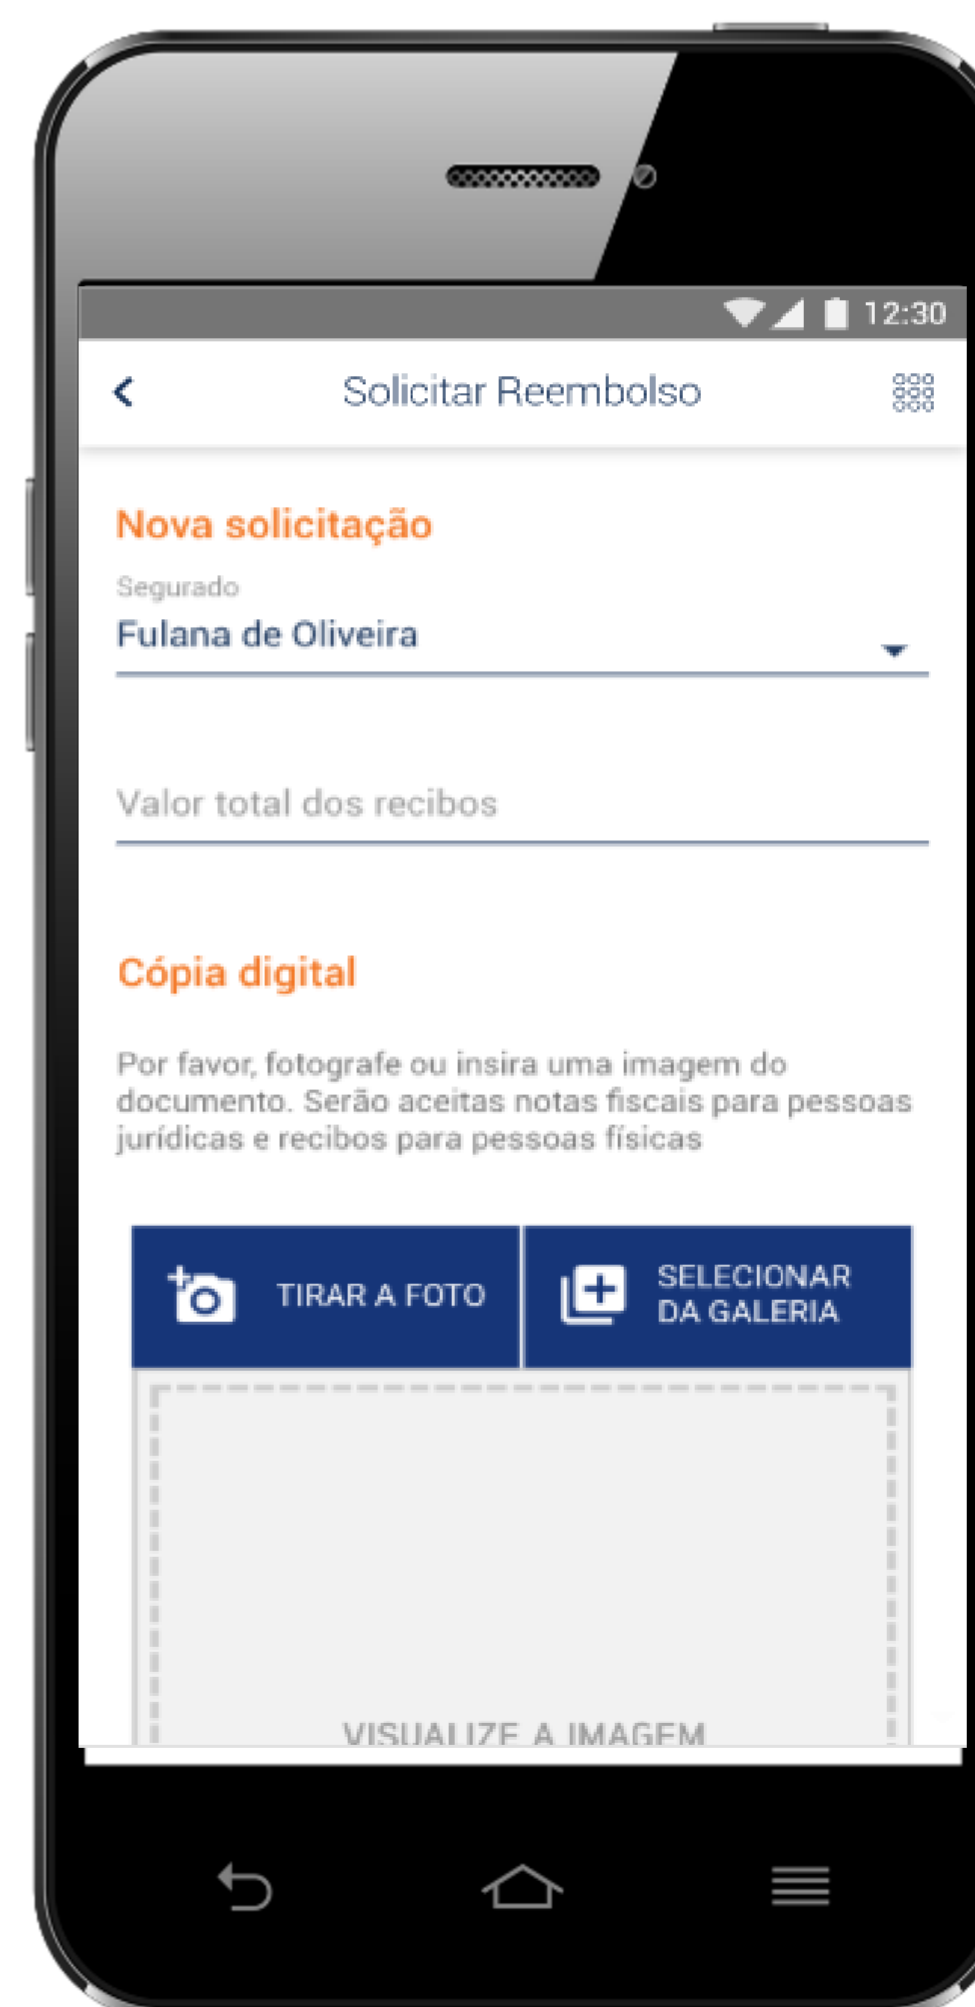 12:30
Solicitar Reembolso
Nova solicitação
Segurado
Fulana de Oliveira
Valor total dos recibos
Cópia digital
Por favor, fotografe ou insira uma imagem do
documento. Serão aceitas notas fiscais para pessoas
jurídicas e recibos para pessoas físicas
TIRAR A FOTO
SELECIONAR
DA GALERIA
VISUALIZE A IMAGEM